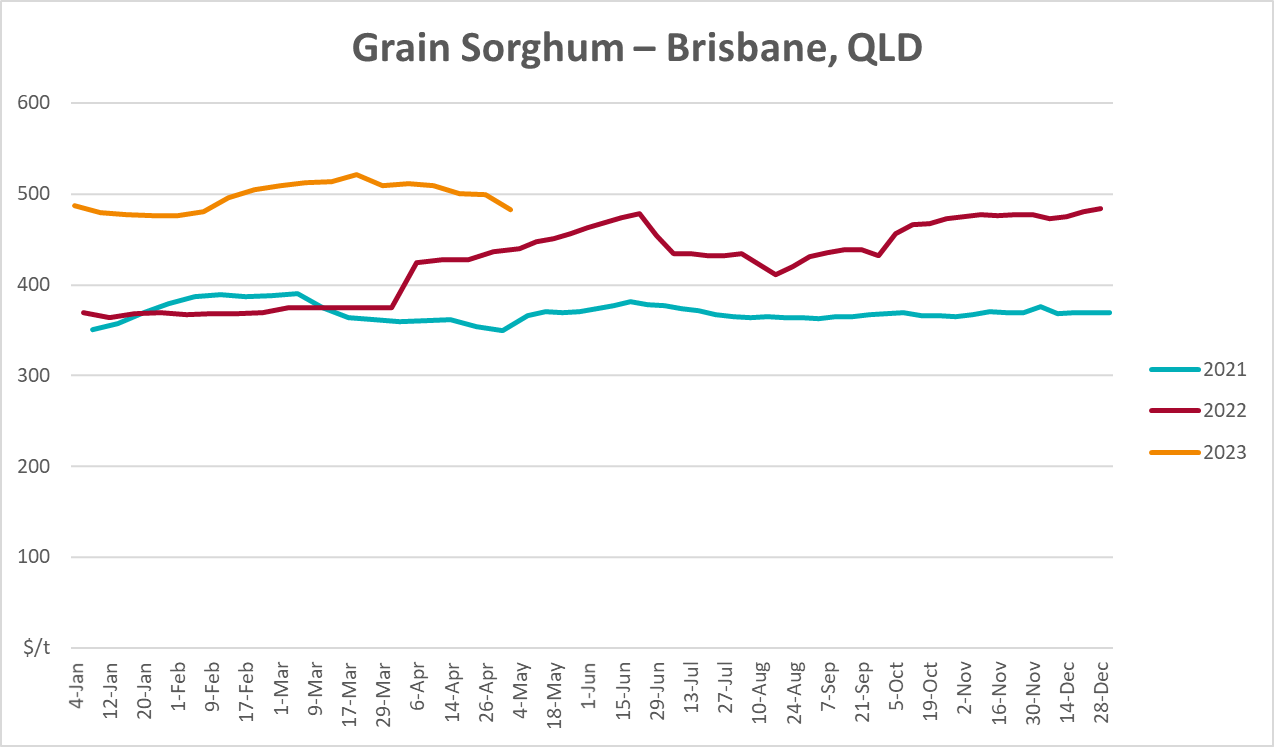 Grain Sorghum – Brisbane, QLD
600
500
400
300
200
100
$/t
4-Jan
12-Jan
20-Jan
1-Feb
9-Feb
17-Feb
1-Mar
9-Mar
17-Mar
29-Mar
6-Apr
14-Apr
26-Apr
4-May
18-May
1-Jun
15-Jun
29-Jun
13-Jul
27-Jul
10-Aug
24-Aug
7-Sep
21-Sep
5-Oct
19-Oct
2-Nov
16-Nov
30-Nov
14-Dec
28-Dec
2021
2022
2023